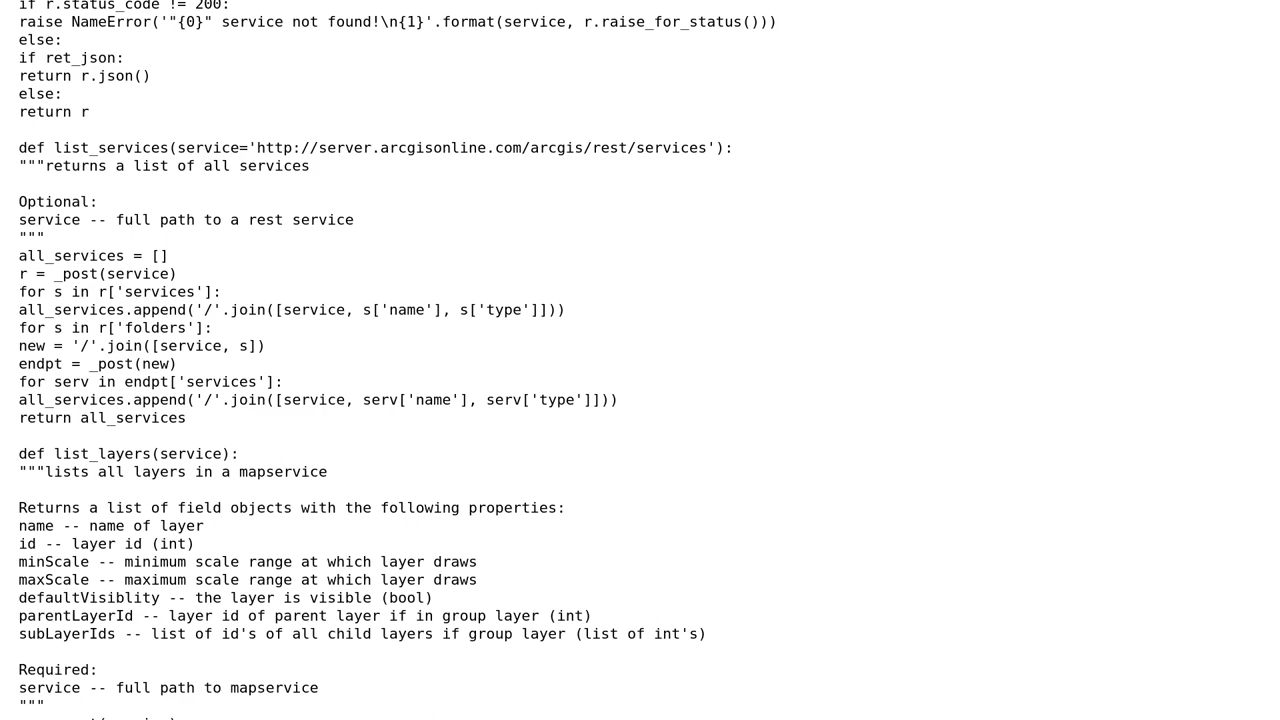 if r.status_code != 200:
raise NameError('"{0}" service not found!\n{1}'.format(service, r.raise_for_status()))
else:
if ret_json:
return r.json()
else:
return r
def list_services(service='http://server.arcgisonline.com/arcgis/rest/services'):
"""returns a list of all services
Optional:
service -- full path to a rest service
"""
all_services = []
r = _post(service)
for s in r['services']:
all_services.append('/'.join([service, s['name'], s['type']]))
for s in r['folders']:
new = '/'.join([service, s])
endpt = _post(new)
for serv in endpt['services']:
all_services.append('/'.join([service, serv['name'], serv['type']]))
return all_services
def list_layers(service):
"""lists all layers in a mapservice
Returns a list of field objects with the following properties:
name -- name of layer
id -- layer id (int)
minScale -- minimum scale range at which layer draws
maxScale -- maximum scale range at which layer draws
defaultVisiblity -- the layer is visible (bool)
parentLayerId -- layer id of parent layer if in group layer (int)
subLayerIds -- list of id's of all child layers if group layer (list of int's)
Required:
service -- full path to mapservice
"""